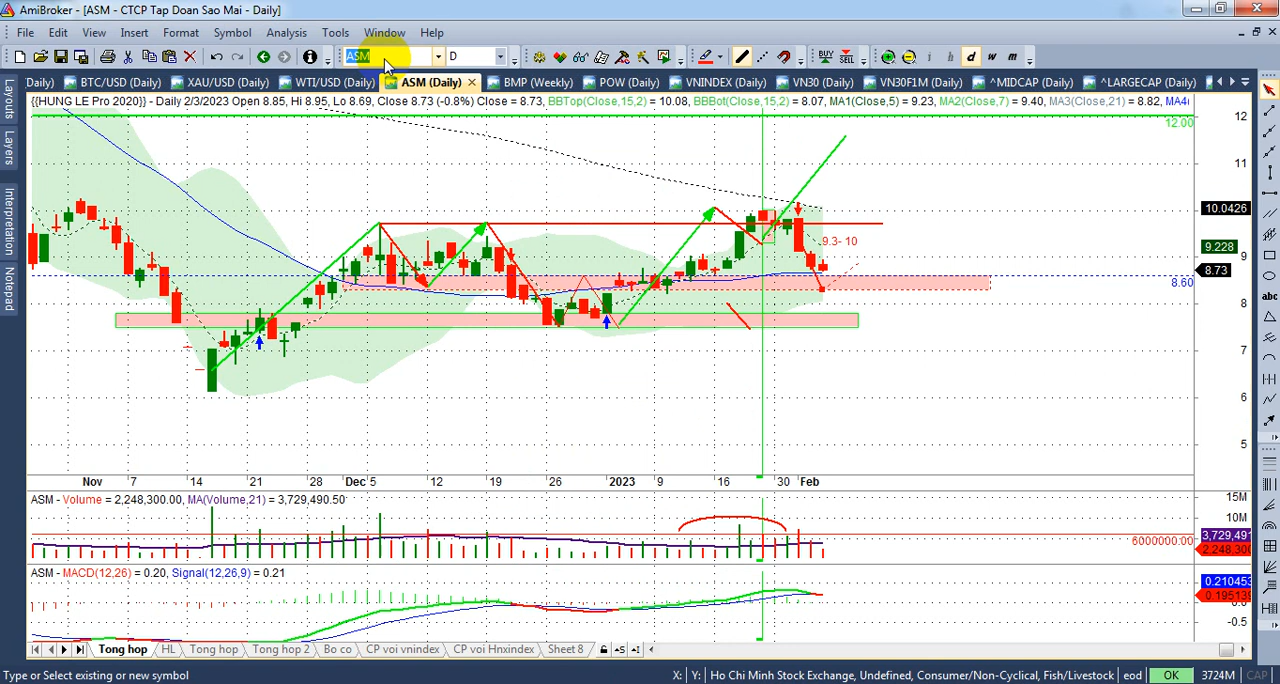 AmiBroker - [ASM - CTCP Tap Doan Sao Mai - Daily]
File Edit View Insert Format Symbol Analysis Tools Window Help
ASM D BUY SELL i h d w m
Layouts
Layers
Interpretation
Notepad
Daily) BTC/USD (Daily) XAU/USD (Daily) WTI/USD (Daily) ASM (Daily) BMP (Weekly) POW (Daily) VNINDEX (Daily) VN30 (Daily) VN30F1M (Daily) ^MIDCAP (Daily) ^LARGECAP (Daily)
{{HUNG LE Pro 2020}} - Daily 2/3/2023 Open 8.85, Hi 8.95, Lo 8.69, Close 8.73 (-0.8%) Close = 8.73, BBTop(Close,15,2) = 10.08, BBBot(Close,15,2) = 8.07, MA1(Close,5) = 9.23, MA2(Close,7) = 9.40, MA3(Close,21) = 8.82, MA4(
12
12.00
11
10.0426
9.3- 10
9.228
9
8.73
8.60
8
7
6
5
Nov 7 14 21 28 Dec 5 12 19 26 2023 9 16 30 Feb
ASM - Volume = 2,248,300.00, MA(Volume,21) = 3,729,490.50
15M
10M
3,729,491
6000000.00
2,248,300
ASM - MACD(12,26) = 0.20, Signal(12,26,9) = 0.21
0.210453
0.195139
-0.5
Tong hop HL Tong hop Tong hop 2 Bo co CP voi vnindex CP voi Hnxindex Sheet 8
Type or Select existing or new symbol X: Y: Ho Chi Minh Stock Exchange, Undefined, Consumer/Non-Cyclical, Fish/Livestock eod OK 3724M CAP
abc